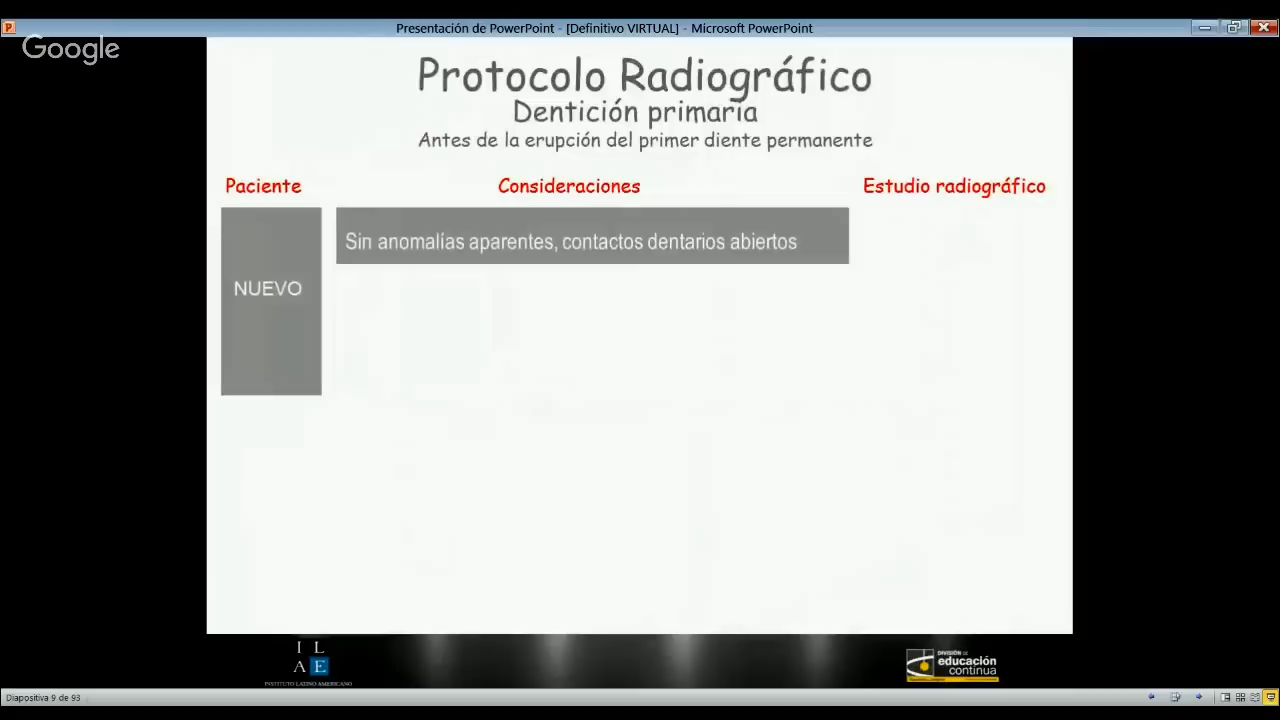 Presentación de PowerPoint - [Definitivo VIRTUAL] - Microsoft PowerPoint
Google
Protocolo Radiográfico
Dentición primaria
Antes de la erupción del primer diente permanente
Paciente Consideraciones Estudio radiográfico
Sin anomalías aparentes, contactos dentarios abiertos
NUEVO
I L
A E
INSTITUTO LATINO AMERICANO
DIVISIÓN DE
educación
continua
Diapositiva 9 de 93